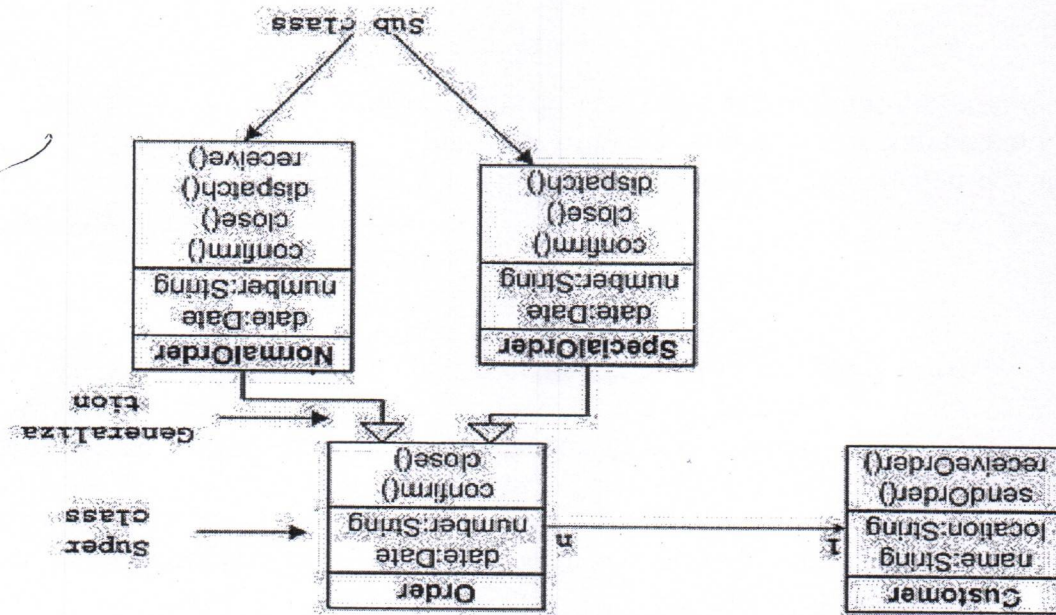 Customer
name:String
location:String
sendOrder()
receiveOrder()
1
n
Order
date:Date
number:String
confirm()
close()
Super
class
Generaliza
tion
SpecialOrder
date:Date
number:String
confirm()
close()
dispatch()
NormalOrder
date:Date
number:String
confirm()
close()
dispatch()
receive()
Sub class